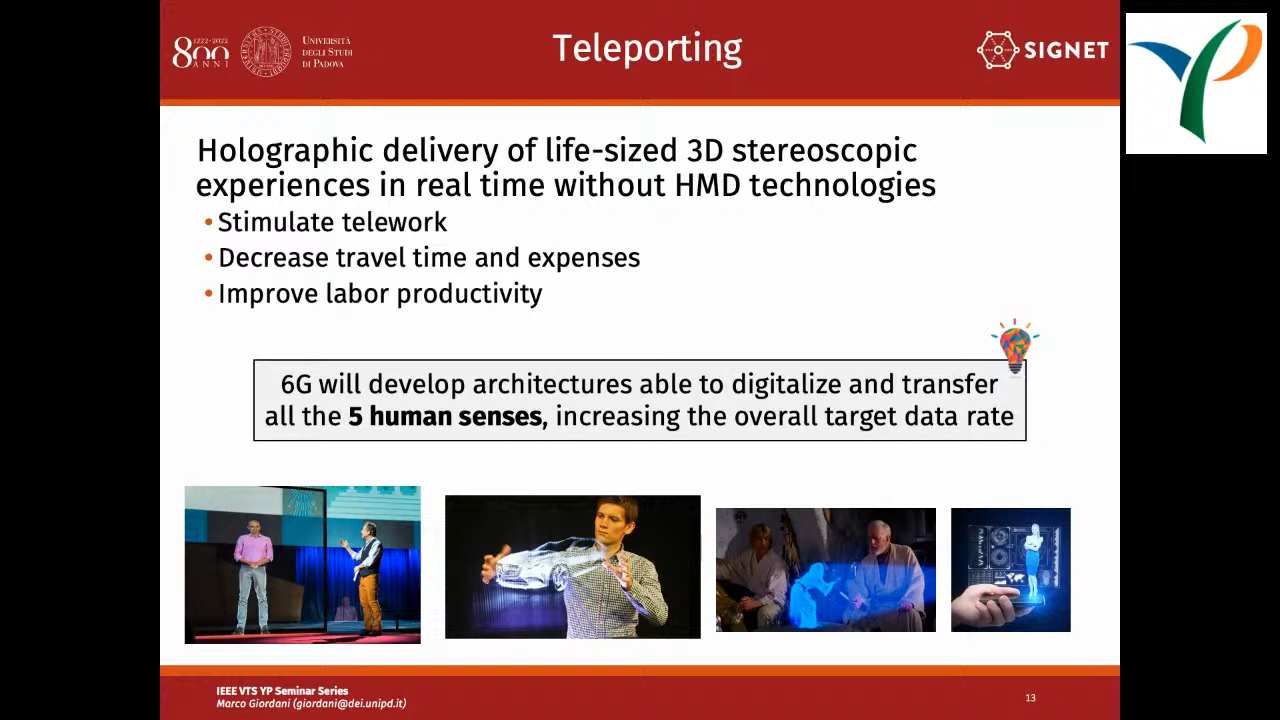 1222-2022
800
ANNI
UNIVERSITÀ
DEGLI STUDI
DI PADOVA
Teleporting
SIGNET
Holographic delivery of life-sized 3D stereoscopic
experiences in real time without HMD technologies
• Stimulate telework
• Decrease travel time and expenses
• Improve labor productivity
6G will develop architectures able to digitalize and transfer
all the 5 human senses, increasing the overall target data rate
IEEE VTS YP Seminar Series
Marco Giordani (giordani@dei.unipd.it)
13